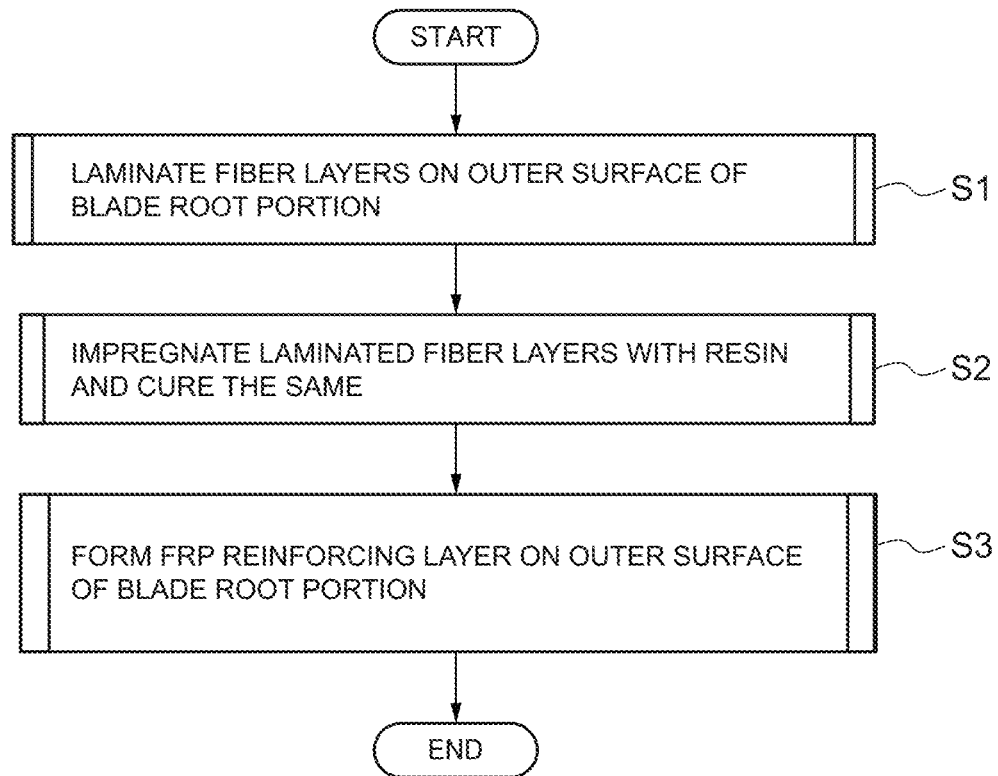 START
LAMINATE FIBER LAYERS ON OUTER SURFACE OF
BLADE ROOT PORTION
S1
IMPREGNATE LAMINATED FIBER LAYERS WITH RESIN
AND CURE THE SAME
S2
FORM FRP REINFORCING LAYER ON OUTER SURFACE
OF BLADE ROOT PORTION
S3
END